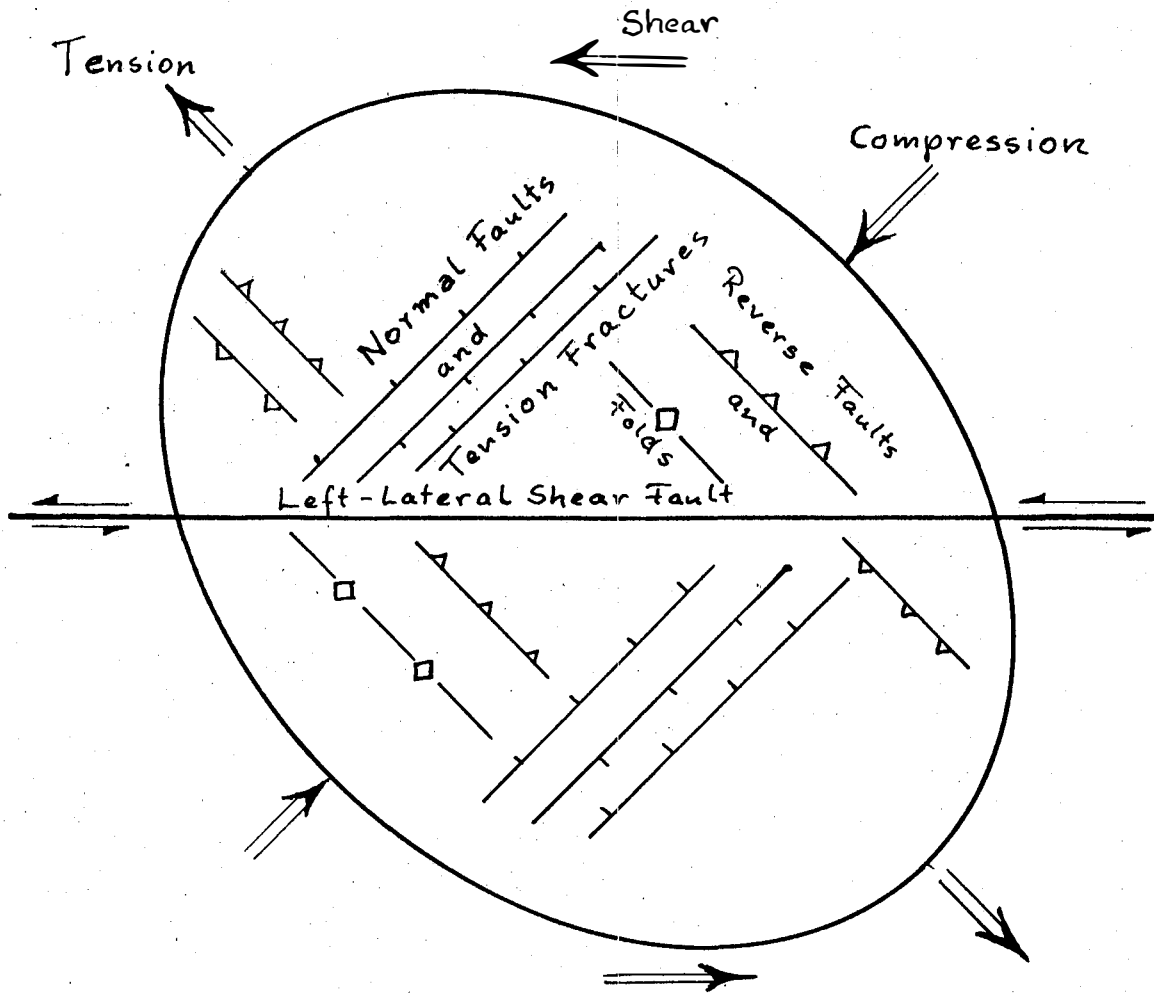 Shear
Tension
Compression
Normal Faults
and
Tension Fractures
Reverse Faults
and
Folds
Left-Lateral Shear Fault